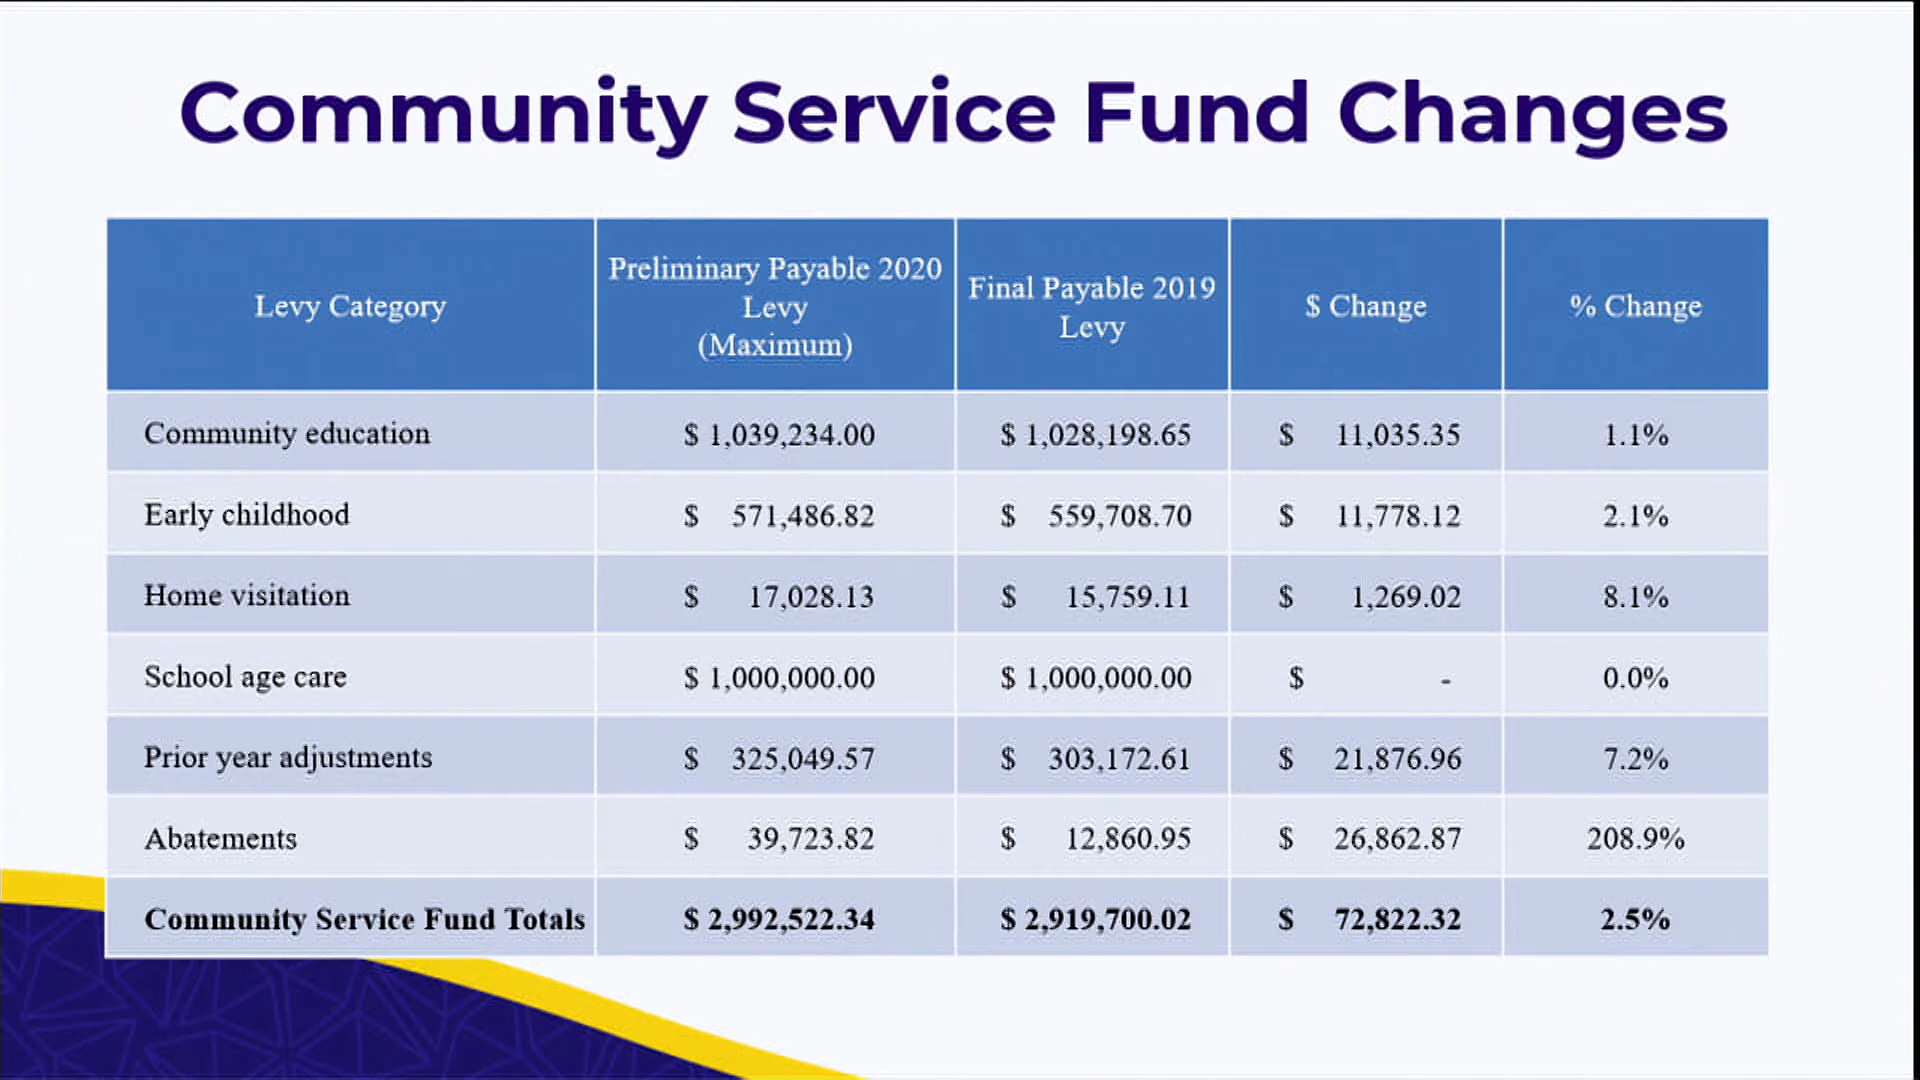 Community Service Fund Changes
Levy Category
Preliminary Payable 2020
Levy
(Maximum)
Final Payable 2019
Levy
$ Change
% Change
Community education $ 1,039,234.00 $ 1,028,198.65 $ 11,035.35 1.1%
Early childhood $ 571,486.82 $ 559,708.70 $ 11,778.12 2.1%
Home visitation $ 17,028.13 $ 15,759.11 $ 1,269.02 8.1%
School age care $ 1,000,000.00 $ 1,000,000.00 $ - 0.0%
Prior year adjustments $ 325,049.57 $ 303,172.61 $ 21,876.96 7.2%
Abatements $ 39,723.82 $ 12,860.95 $ 26,862.87 208.9%
Community Service Fund Totals $ 2,992,522.34 $ 2,919,700.02 $ 72,822.32 2.5%